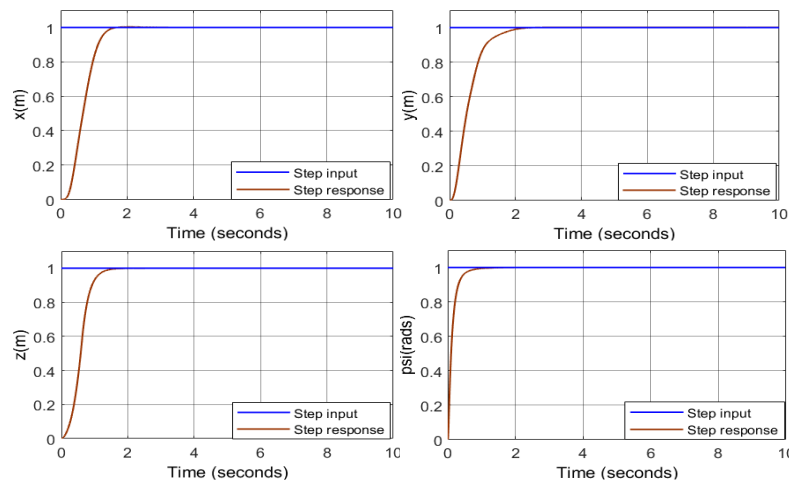 1
0.8
0.6
0.4
0.2
0
x(m)
Step input
Step response
0 2 4 6 8 10
Time (seconds)
1
0.8
0.6
0.4
0.2
0
y(m)
Step input
Step response
0 2 4 6 8 10
Time (seconds)
1
0.8
0.6
0.4
0.2
0
z(m)
Step input
Step response
0 2 4 6 8 10
Time (seconds)
1
0.8
0.6
0.4
0.2
0
psi(rads)
Step input
Step response
0 2 4 6 8 10
Time (seconds)